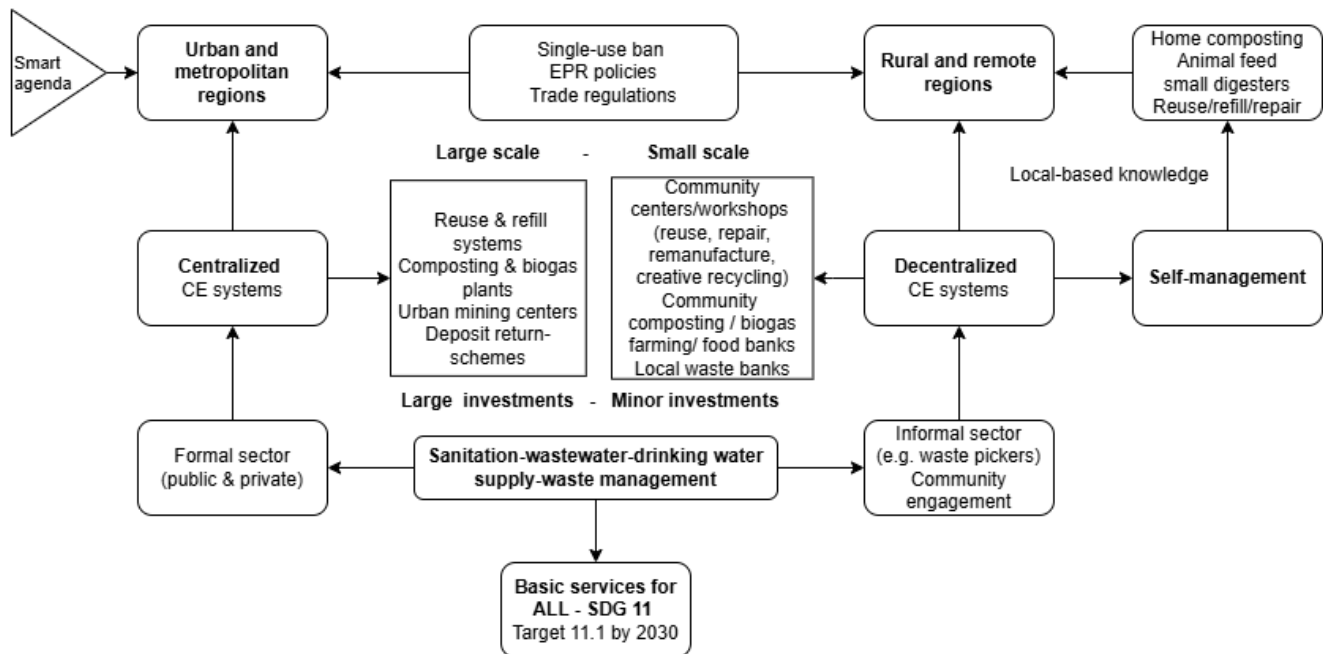 Smart
agenda
Urban and
metropolitan
regions
Single-use ban
EPR policies
Trade regulations
Rural and remote
regions
Home composting
Animal feed
small digesters
Reuse/refill/repair
Large scale - Small scale
Local-based knowledge
Centralized
CE systems
Reuse & refill
systems
Composting & biogas
plants
Urban mining centers
Deposit return-
schemes
Community
centers/workshops
(reuse, repair,
remanufacture,
creative recycling)
Community
composting / biogas
farming/ food banks
Local waste banks
Decentralized
CE systems
Self-management
Large investments - Minor investments
Formal sector
(public & private)
Sanitation-wastewater-drinking water
supply-waste management
Informal sector
(e.g. waste pickers)
Community
engagement
Basic services for
ALL - SDG 11
Target 11.1 by 2030